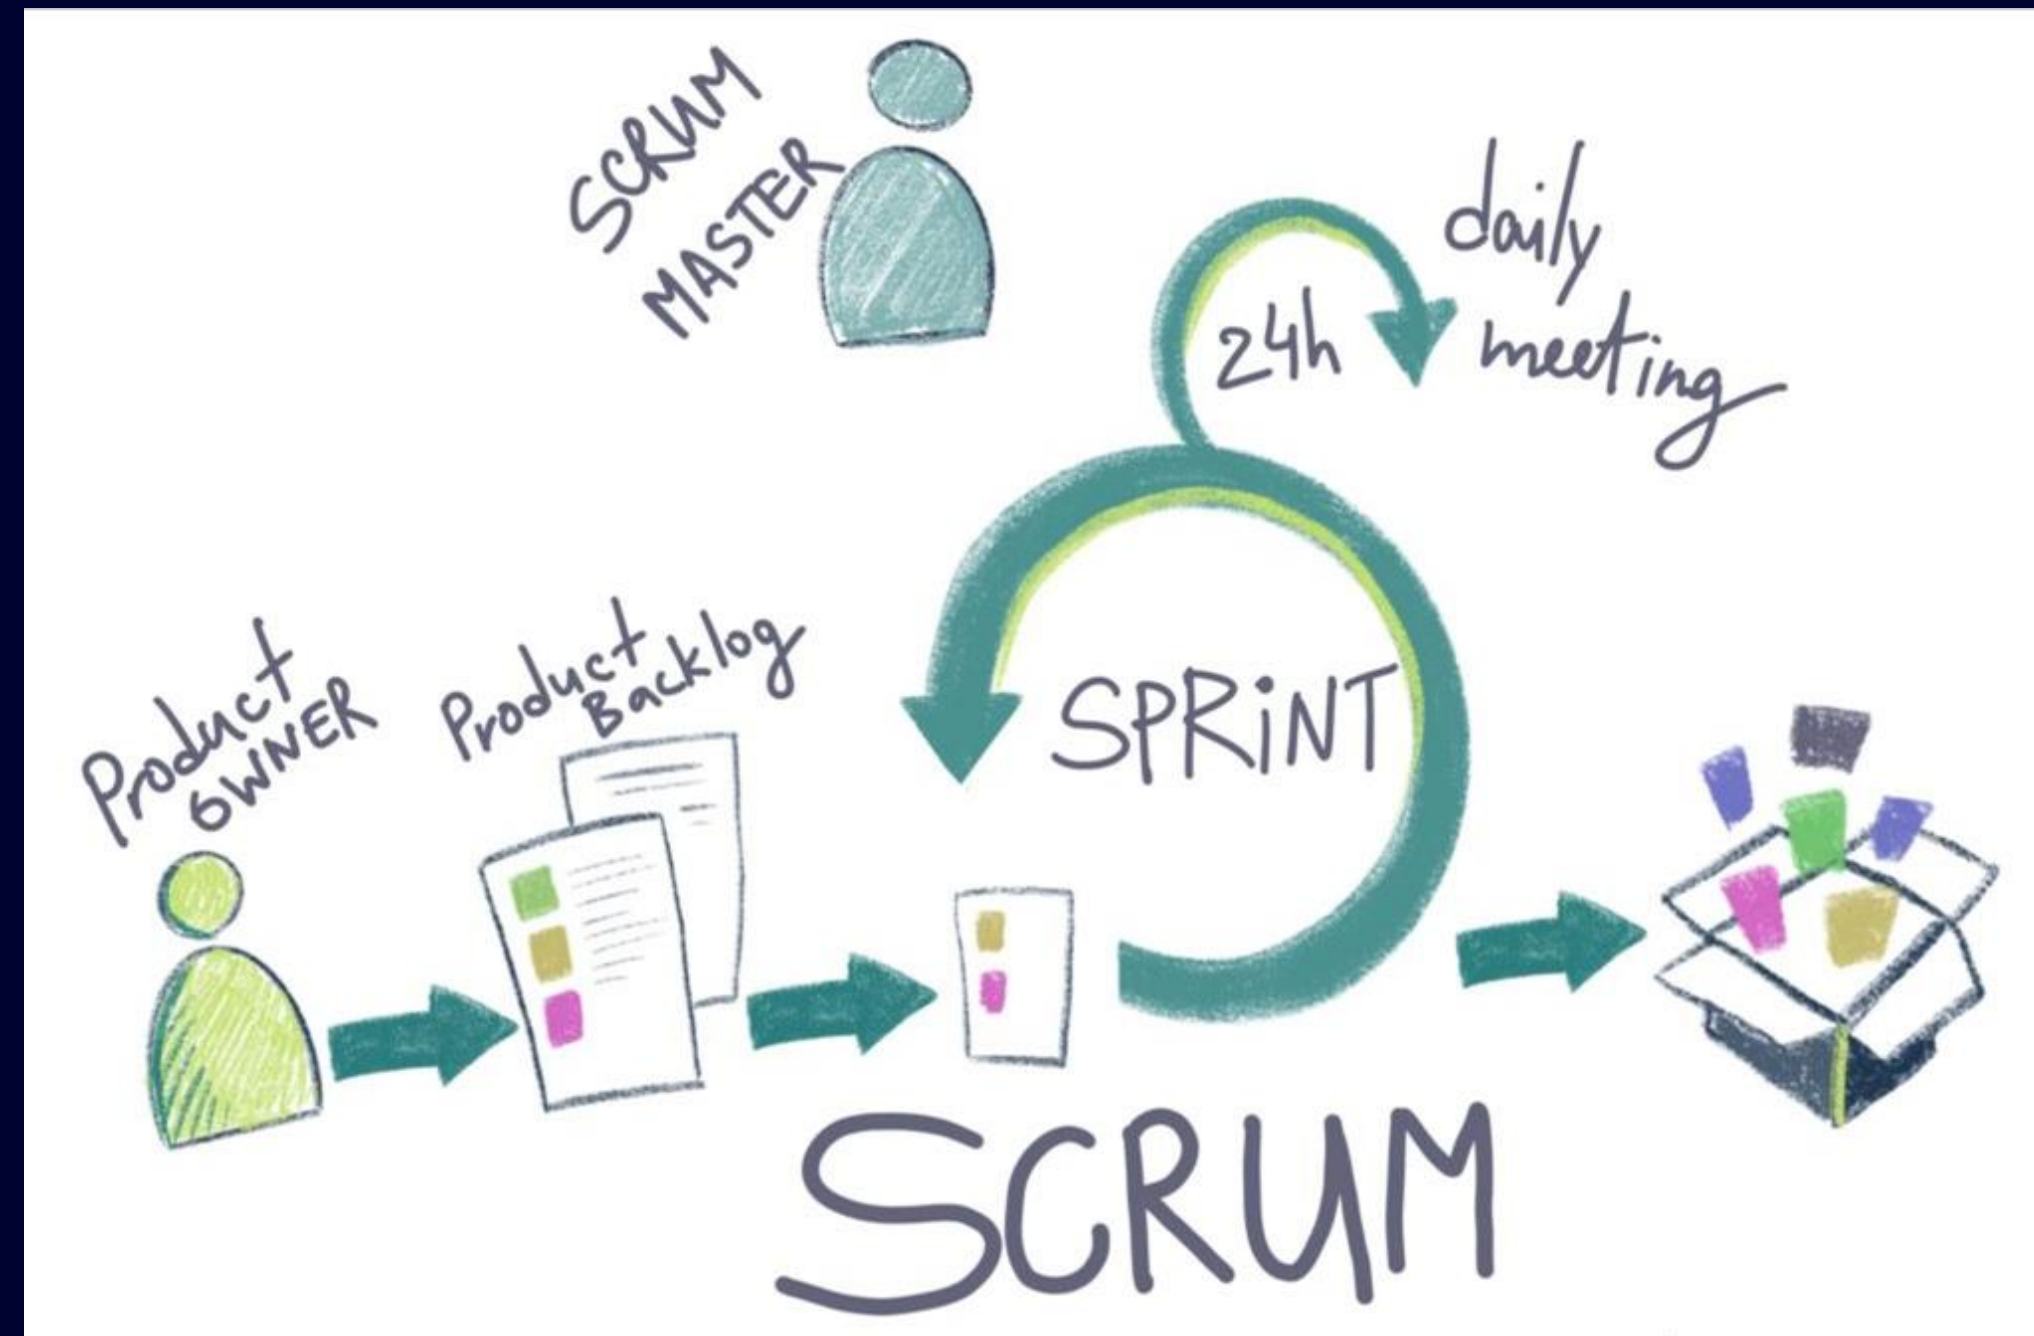 SCRUM
MASTER
daily
meeting
24h
Product
OWNER
Product
Backlog
SPRiNT
SCRUM